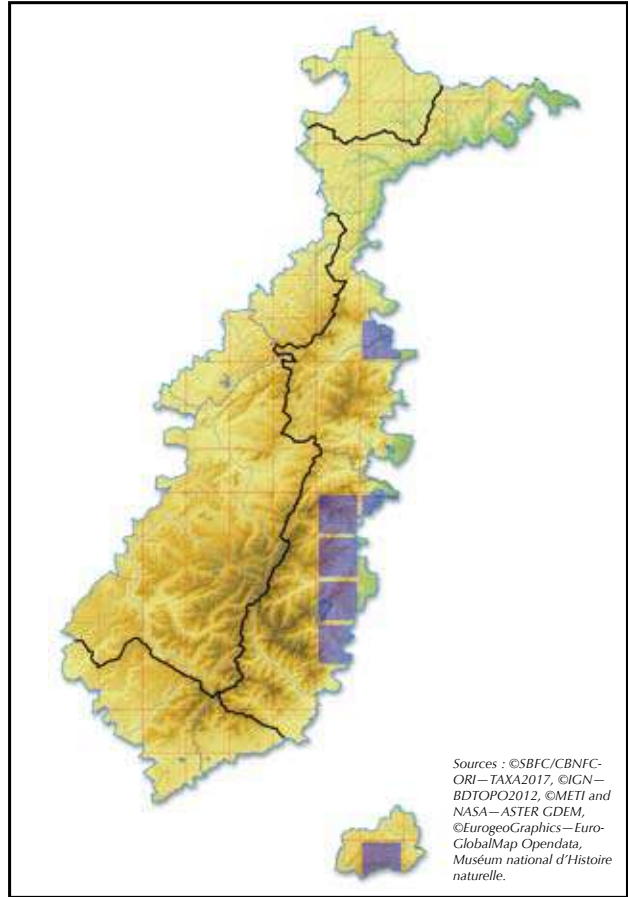 Sources : ©SBFC/CBNFC-
ORI—TAXA2017, ©IGN—
BDTOPO2012, ©METI and
NASA—ASTER GDEM,
©EurogeoGraphics—Euro-
GlobalMap Opendata,
Muséum national d'Histoire
naturelle.